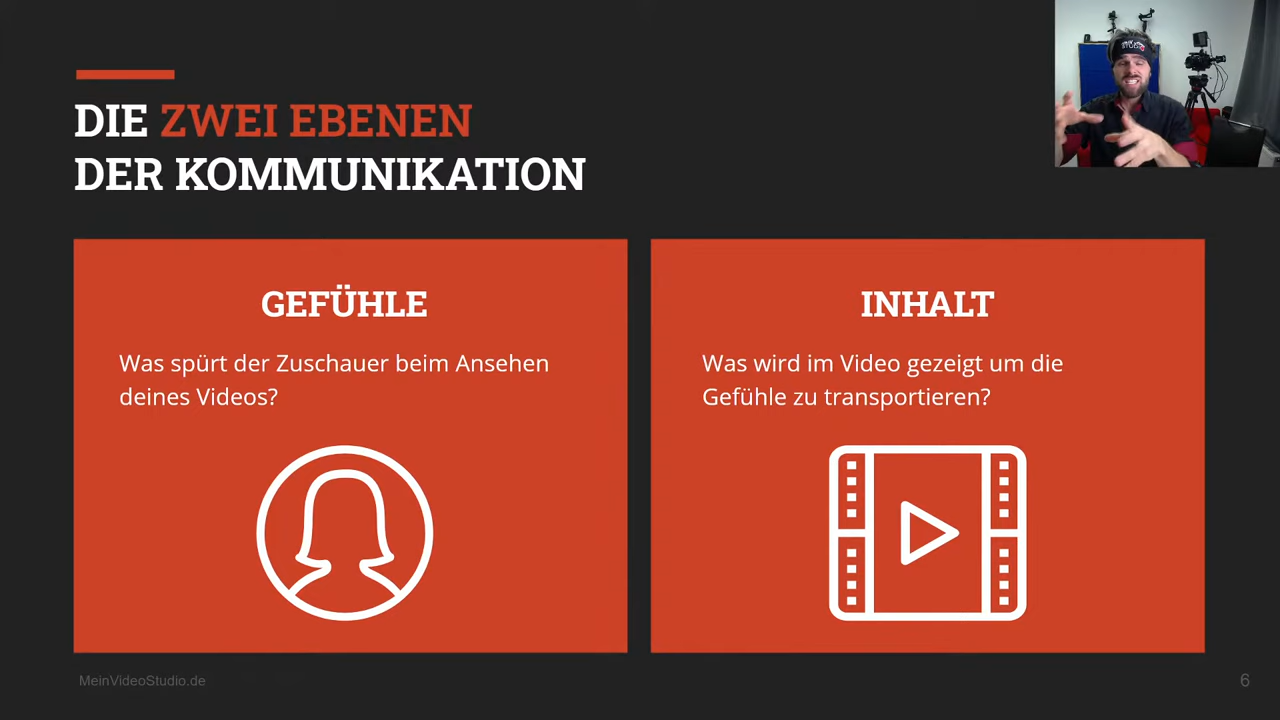 DIE ZWEI EBENEN
DER KOMMUNIKATION
GEFÜHLE
Was spürt der Zuschauer beim Ansehen
deines Videos?
INHALT
Was wird im Video gezeigt um die
Gefühle zu transportieren?
MeinVideoStudio.de
6